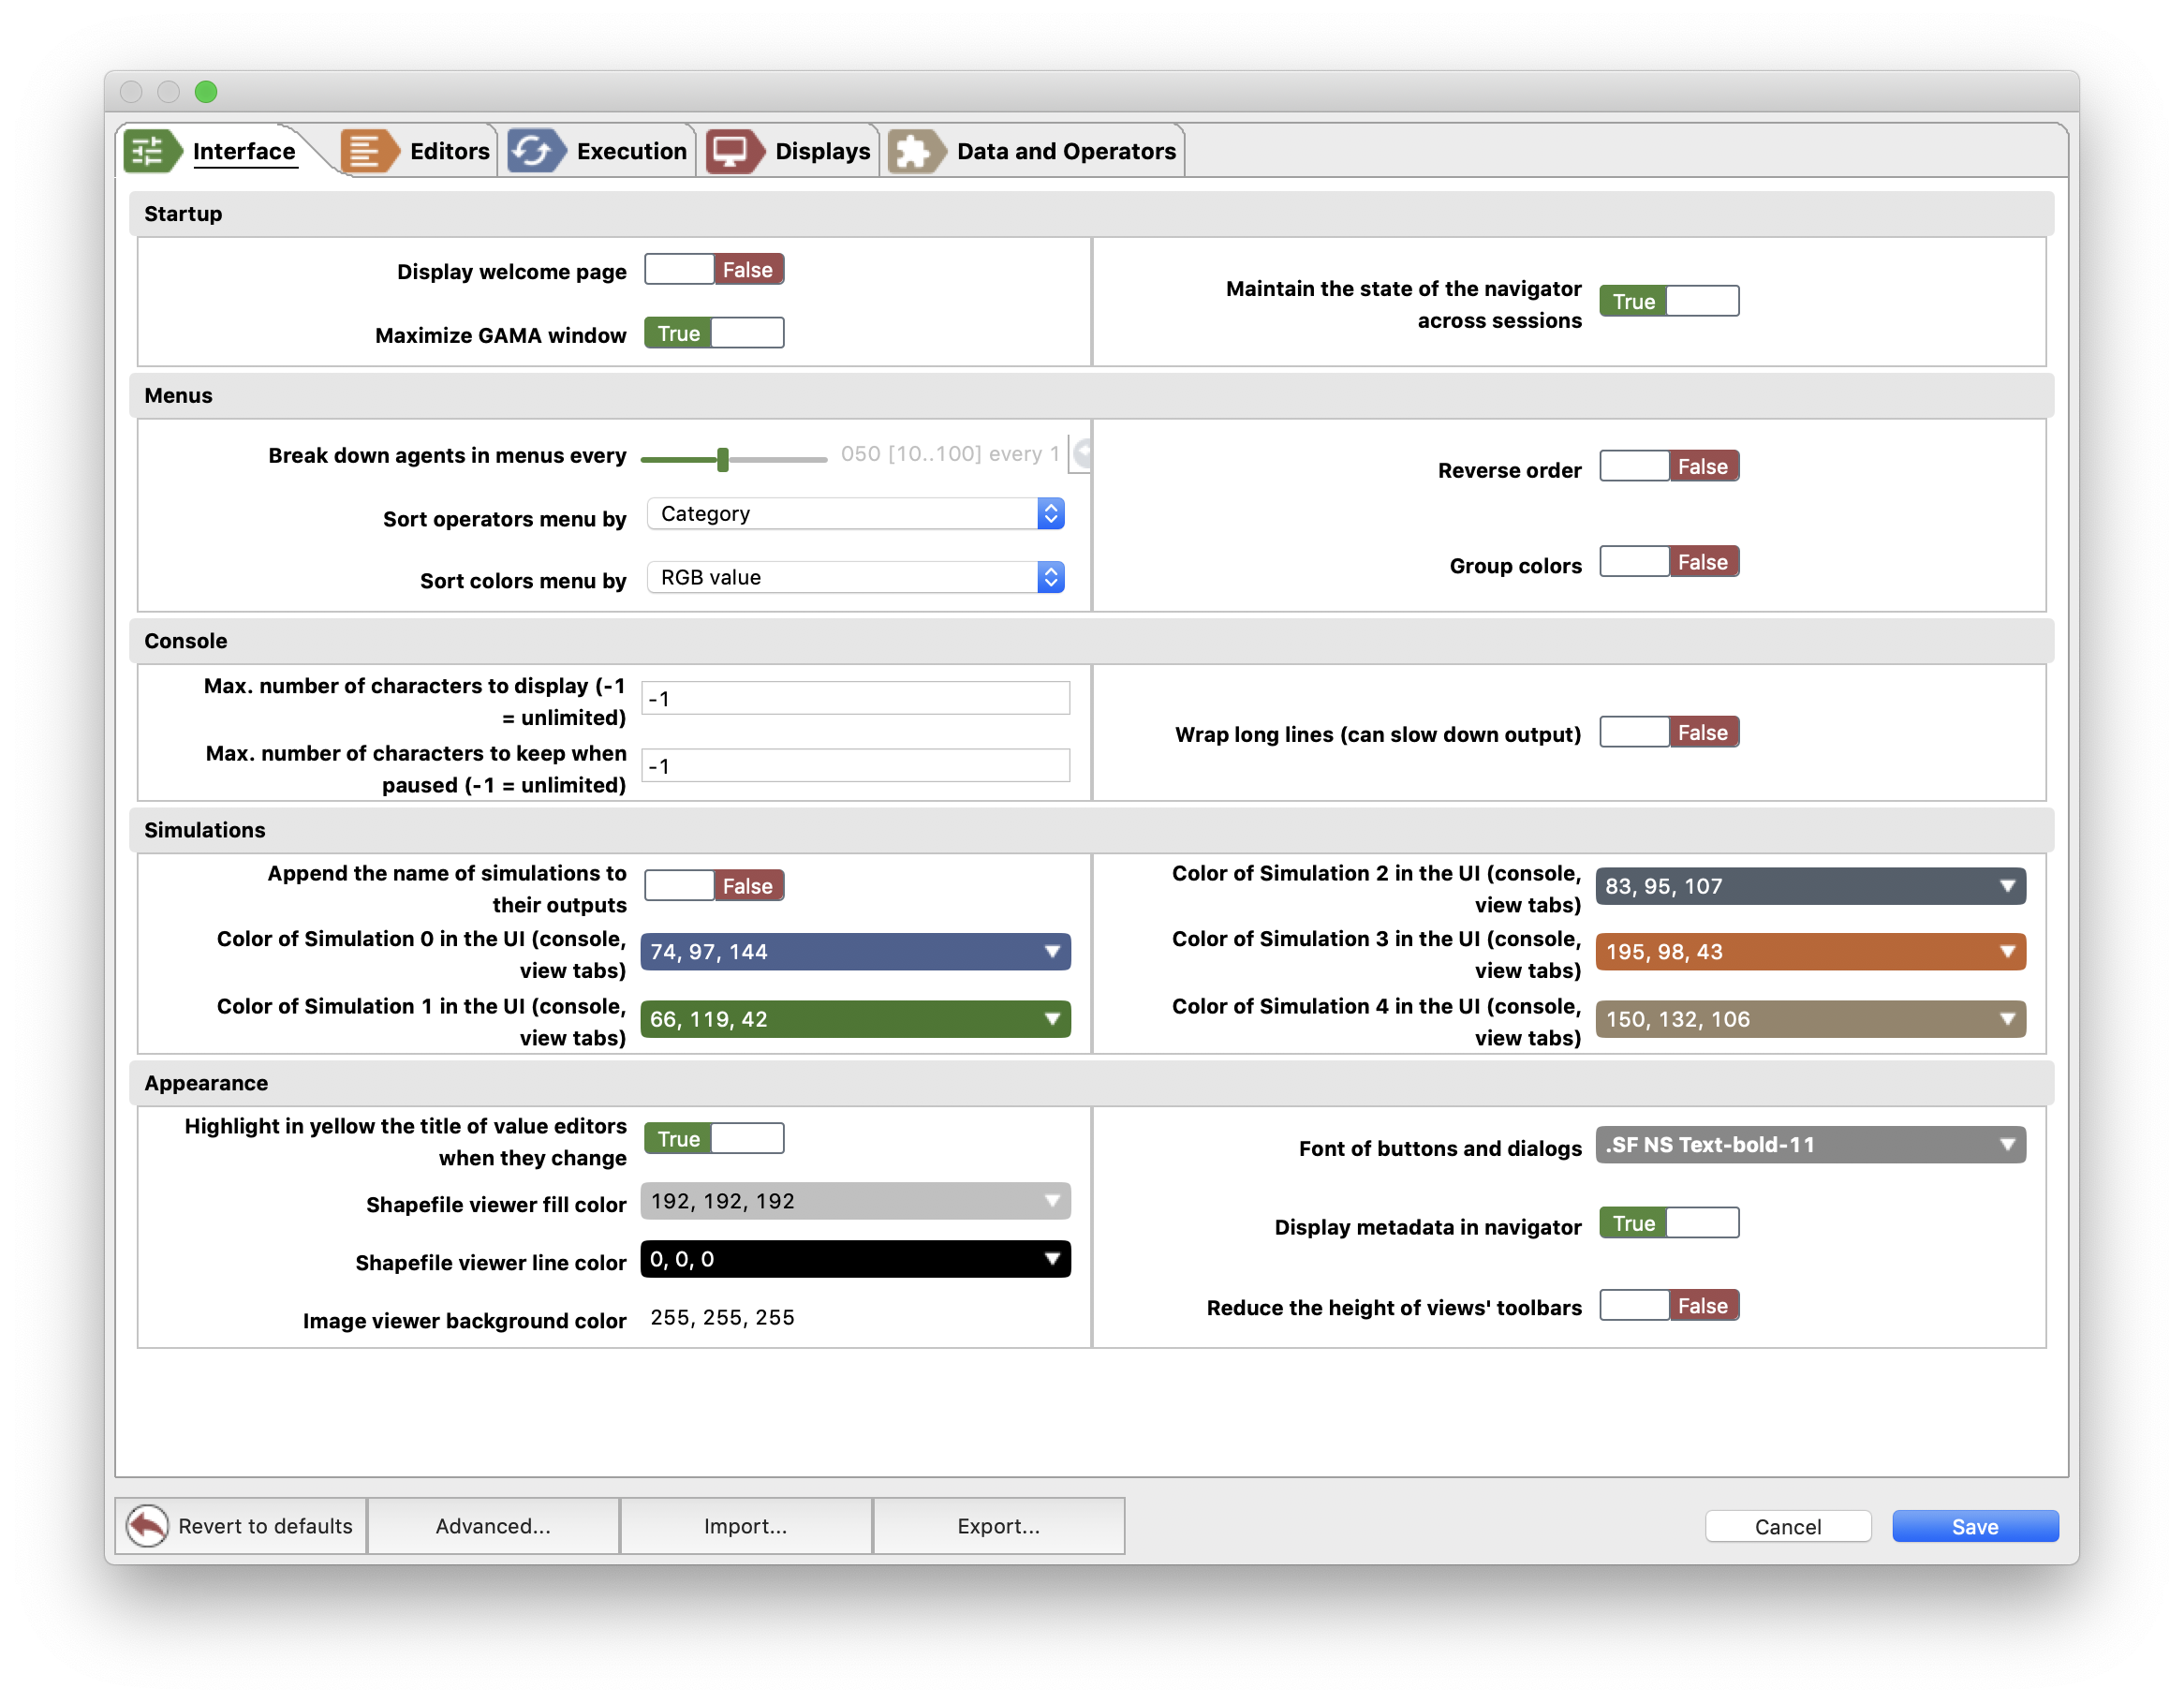 Interface
Editors
Execution
Displays
Data and Operators
Startup
Display welcome page
False
Maximize GAMA window
True
Maintain the state of the navigator
across sessions
True
Menus
Break down agents in menus every
050 [10..100] every 1
Sort operators menu by
Category
Sort colors menu by
RGB value
Reverse order
False
Group colors
False
Console
Max. number of characters to display (-1
= unlimited)
-1
Max. number of characters to keep when
paused (-1 = unlimited)
-1
Wrap long lines (can slow down output)
False
Simulations
Append the name of simulations to
their outputs
False
Color of Simulation 0 in the UI (console,
view tabs)
74, 97, 144
Color of Simulation 1 in the UI (console,
view tabs)
66, 119, 42
Color of Simulation 2 in the UI (console,
view tabs)
83, 95, 107
Color of Simulation 3 in the UI (console,
view tabs)
195, 98, 43
Color of Simulation 4 in the UI (console,
view tabs)
150, 132, 106
Appearance
Highlight in yellow the title of value editors
when they change
True
Shapefile viewer fill color
192, 192, 192
Shapefile viewer line color
0, 0, 0
Image viewer background color
255, 255, 255
Font of buttons and dialogs
.SF NS Text-bold-11
Display metadata in navigator
True
Reduce the height of views' toolbars
False
Revert to defaults
Advanced...
Import...
Export...
Cancel
Save